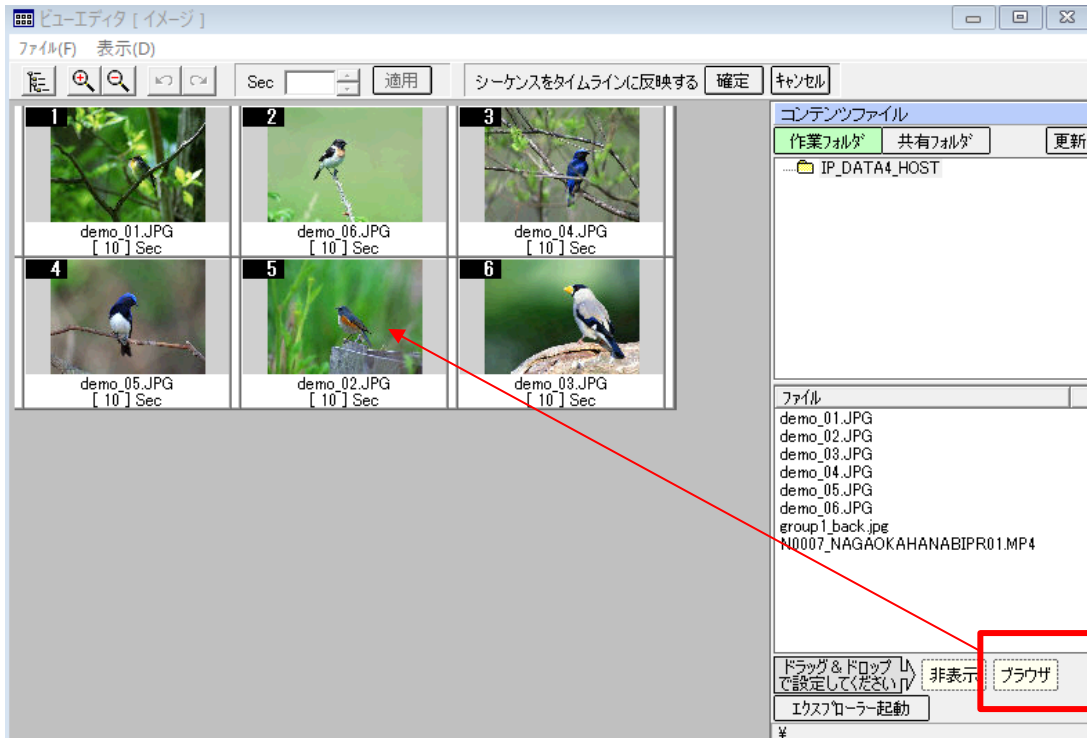 ビューエディタ [ イメージ ]
ファイル(F) 表示(D)
Sec 適用 シーケンスをタイムラインに反映する 確定 キャンセル
1 2 3
demo_01.JPG demo_06.JPG demo_04.JPG
[ 10 ] Sec [ 10 ] Sec [ 10 ] Sec
4 5 6
demo_05.JPG demo_02.JPG demo_03.JPG
[ 10 ] Sec [ 10 ] Sec [ 10 ] Sec
コンテンツファイル
作業フォルダ 共有フォルダ 更新
IP_DATA4_HOST
ファイル
demo_01.JPG
demo_02.JPG
demo_03.JPG
demo_04.JPG
demo_05.JPG
demo_06.JPG
group1_back.jpg
N0007_NAGAOKAHANABIPR01.MP4
ドラッグ&ドロップ
で設定してください
非表示 ブラウザ
エクスプローラー起動
¥